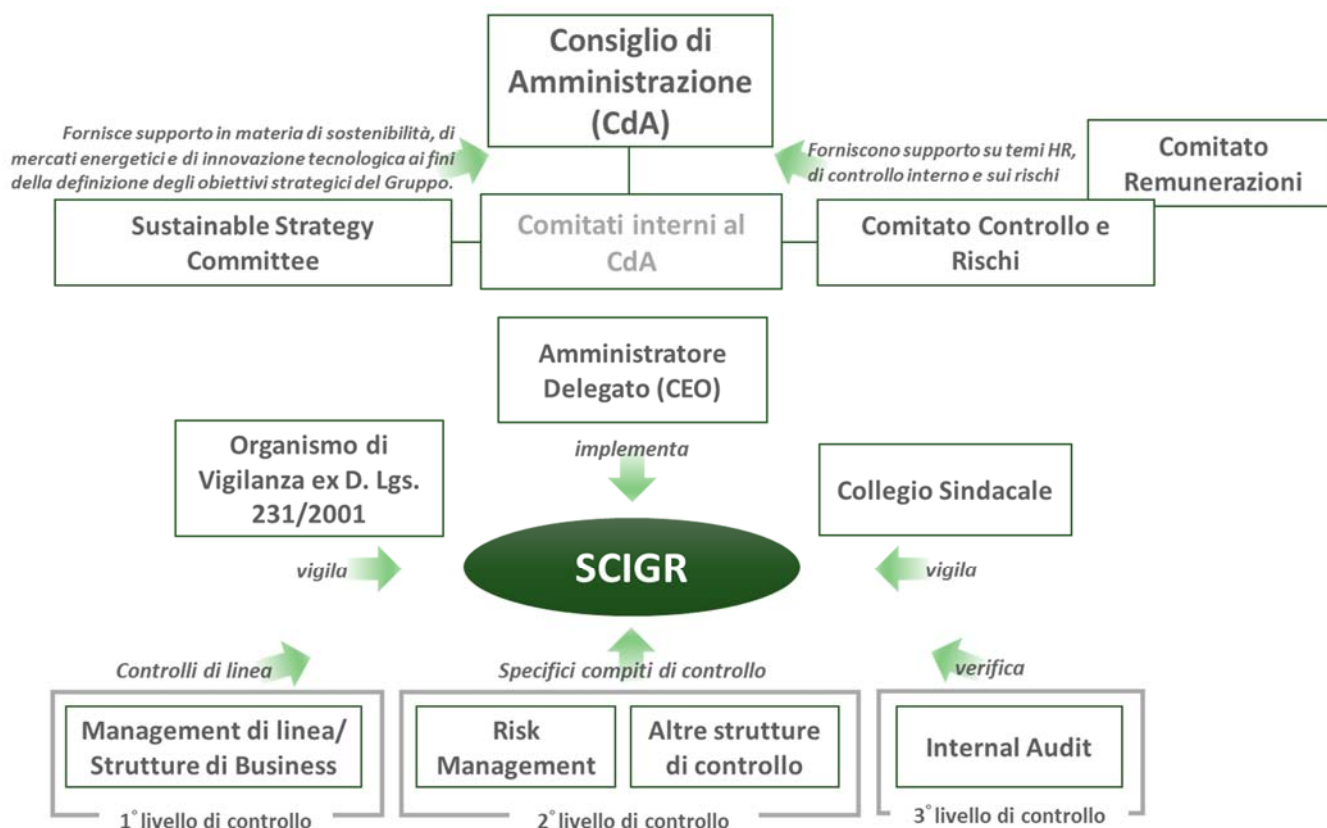 Consiglio di
Amministrazione
(CdA)
Fornisce supporto in materia di sostenibilità, di
mercati energetici e di innovazione tecnologica ai fini
della definizione degli obiettivi strategici del Gruppo.
Forniscono supporto su temi HR,
di controllo interno e sui rischi
Comitato
Remunerazioni
Sustainable Strategy
Committee
Comitati interni al
CdA
Comitato Controllo e
Rischi
Amministratore
Delegato (CEO)
implementa
Organismo di
Vigilanza ex D. Lgs.
231/2001
Collegio Sindacale
vigila
SCIGR
vigila
Controlli di linea
Specifici compiti di controllo
verifica
Management di linea/
Strutture di Business
Risk
Management
Altre strutture
di controllo
Internal Audit
1° livello di controllo
2° livello di controllo
3° livello di controllo